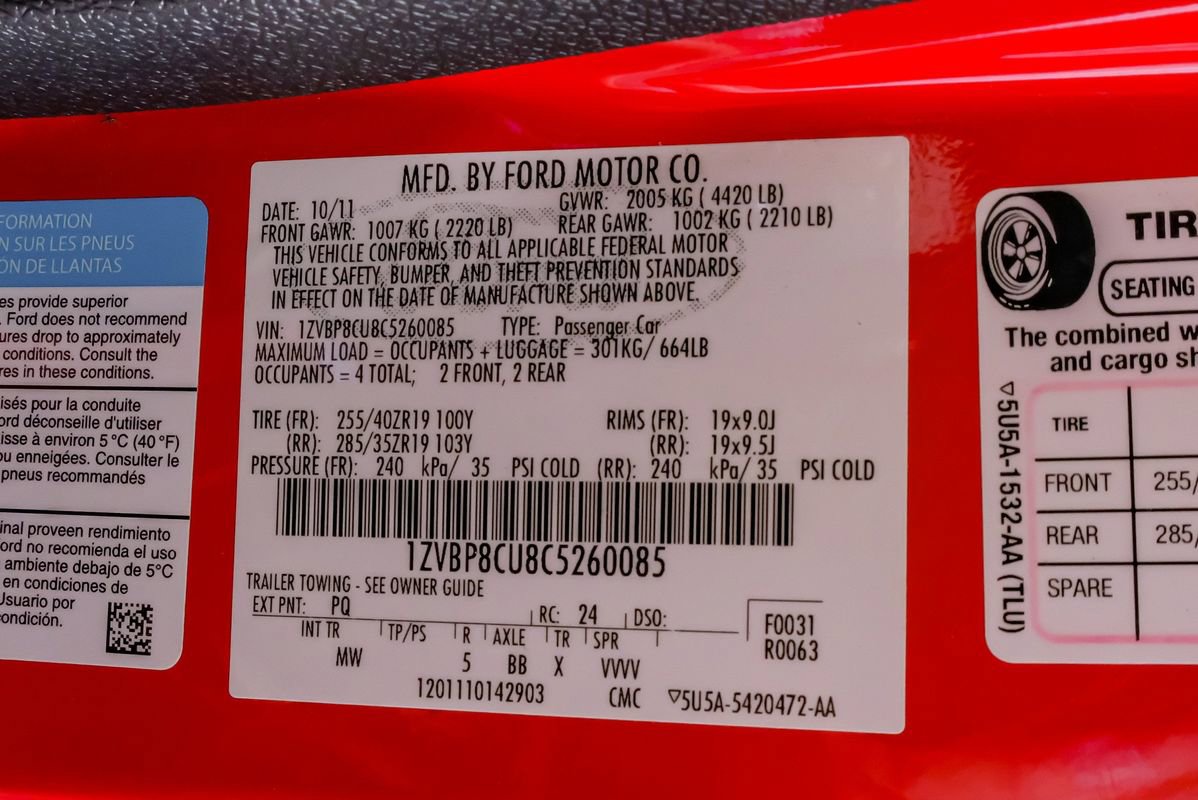 FORMATION
N SUR LES PNEUS
ÓN DE LLANTAS
es provide superior
. Ford does not recommend
ures drop to approximately
conditions. Consult the
res in these conditions.
isés pour la conduite
ord déconseille d'utiliser
isse à environ 5 °C (40 °F)
ou enneigées. Consulter le
pneus recommandés
inal proveen rendimiento
ord no recomienda el uso
ambiente debajo de 5°C
en condiciones de
Usuario por
condición.
MFD. BY FORD MOTOR CO.
DATE: 10/11 GVWR: 2005 KG ( 4420 LB)
FRONT GAWR: 1007 KG ( 2220 LB) REAR GAWR: 1002 KG ( 2210 LB)
THIS VEHICLE CONFORMS TO ALL APPLICABLE FEDERAL MOTOR
VEHICLE SAFETY, BUMPER, AND THEFT PREVENTION STANDARDS
IN EFFECT ON THE DATE OF MANUFACTURE SHOWN ABOVE.
VIN: 1ZVBP8CU8C5260085 TYPE: Passenger Car
MAXIMUM LOAD = OCCUPANTS + LUGGAGE = 301KG/ 664LB
OCCUPANTS = 4 TOTAL; 2 FRONT, 2 REAR
TIRE (FR): 255/40ZR19 100Y RIMS (FR): 19x9.0J
(RR): 285/35ZR19 103Y (RR): 19x9.5J
PRESSURE (FR): 240 kPa/ 35 PSI COLD (RR): 240 kPa/ 35 PSI COLD
1ZVBP8CU8C5260085
TRAILER TOWING - SEE OWNER GUIDE
EXT PNT: PQ RC: 24 DSO: F0031
INT TR TP/PS R AXLE TR SPR R0063
MW 5 BB X VVVV
1201110142903 CMC ▽5U5A-5420472-AA
TIR
SEATING
The combined w
and cargo sh
▽5U5A-1532-AA (TLU)
TIRE
FRONT 255/
REAR 285/
SPARE